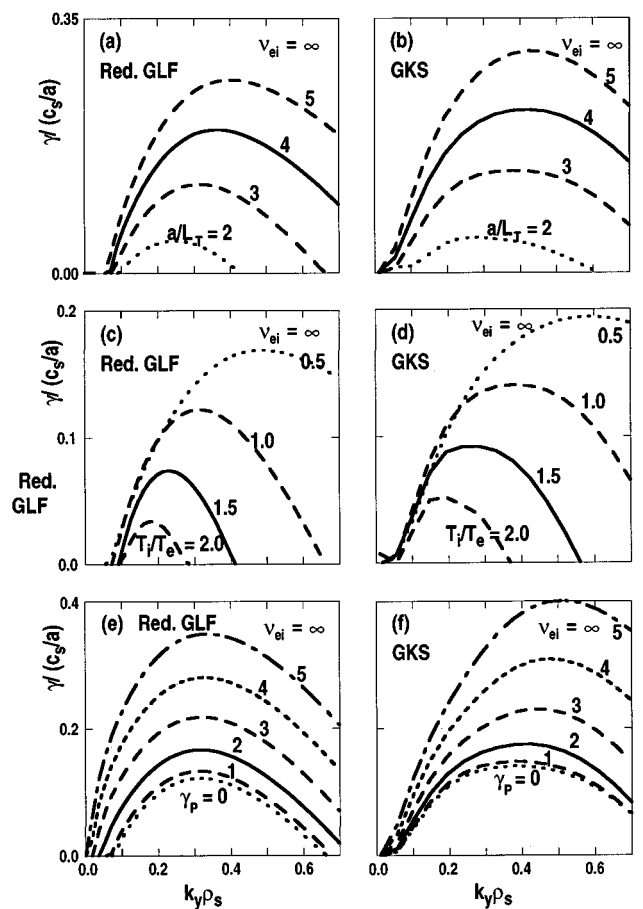 0.35
(a)
ν_ei = ∞
Red. GLF
γ/ (c_s/a)
5
4
3
a/L_T = 2
0.00
(b)
ν_ei = ∞
GKS
5
4
3
a/L_T = 2
0.2
(c)
ν_ei = ∞
Red. GLF
γ/ (c_s/a)
0.5
0.1
1.0
1.5
T_i/T_e = 2.0
Red.
GLF
0.0
(d)
ν_ei = ∞
GKS
0.5
1.0
1.5
T_i/T_e = 2.0
0.4
(e) Red. GLF
ν_ei = ∞
γ/ (c_s/a)
5
4
0.2
3
2
1
γ_P = 0
0.0
0.0 0.2 0.4 0.6
k_yρ_s
(f)
ν_ei = ∞
GKS
5
4
3
2
1
γ_P = 0
0.2 0.4 0.6
k_yρ_s